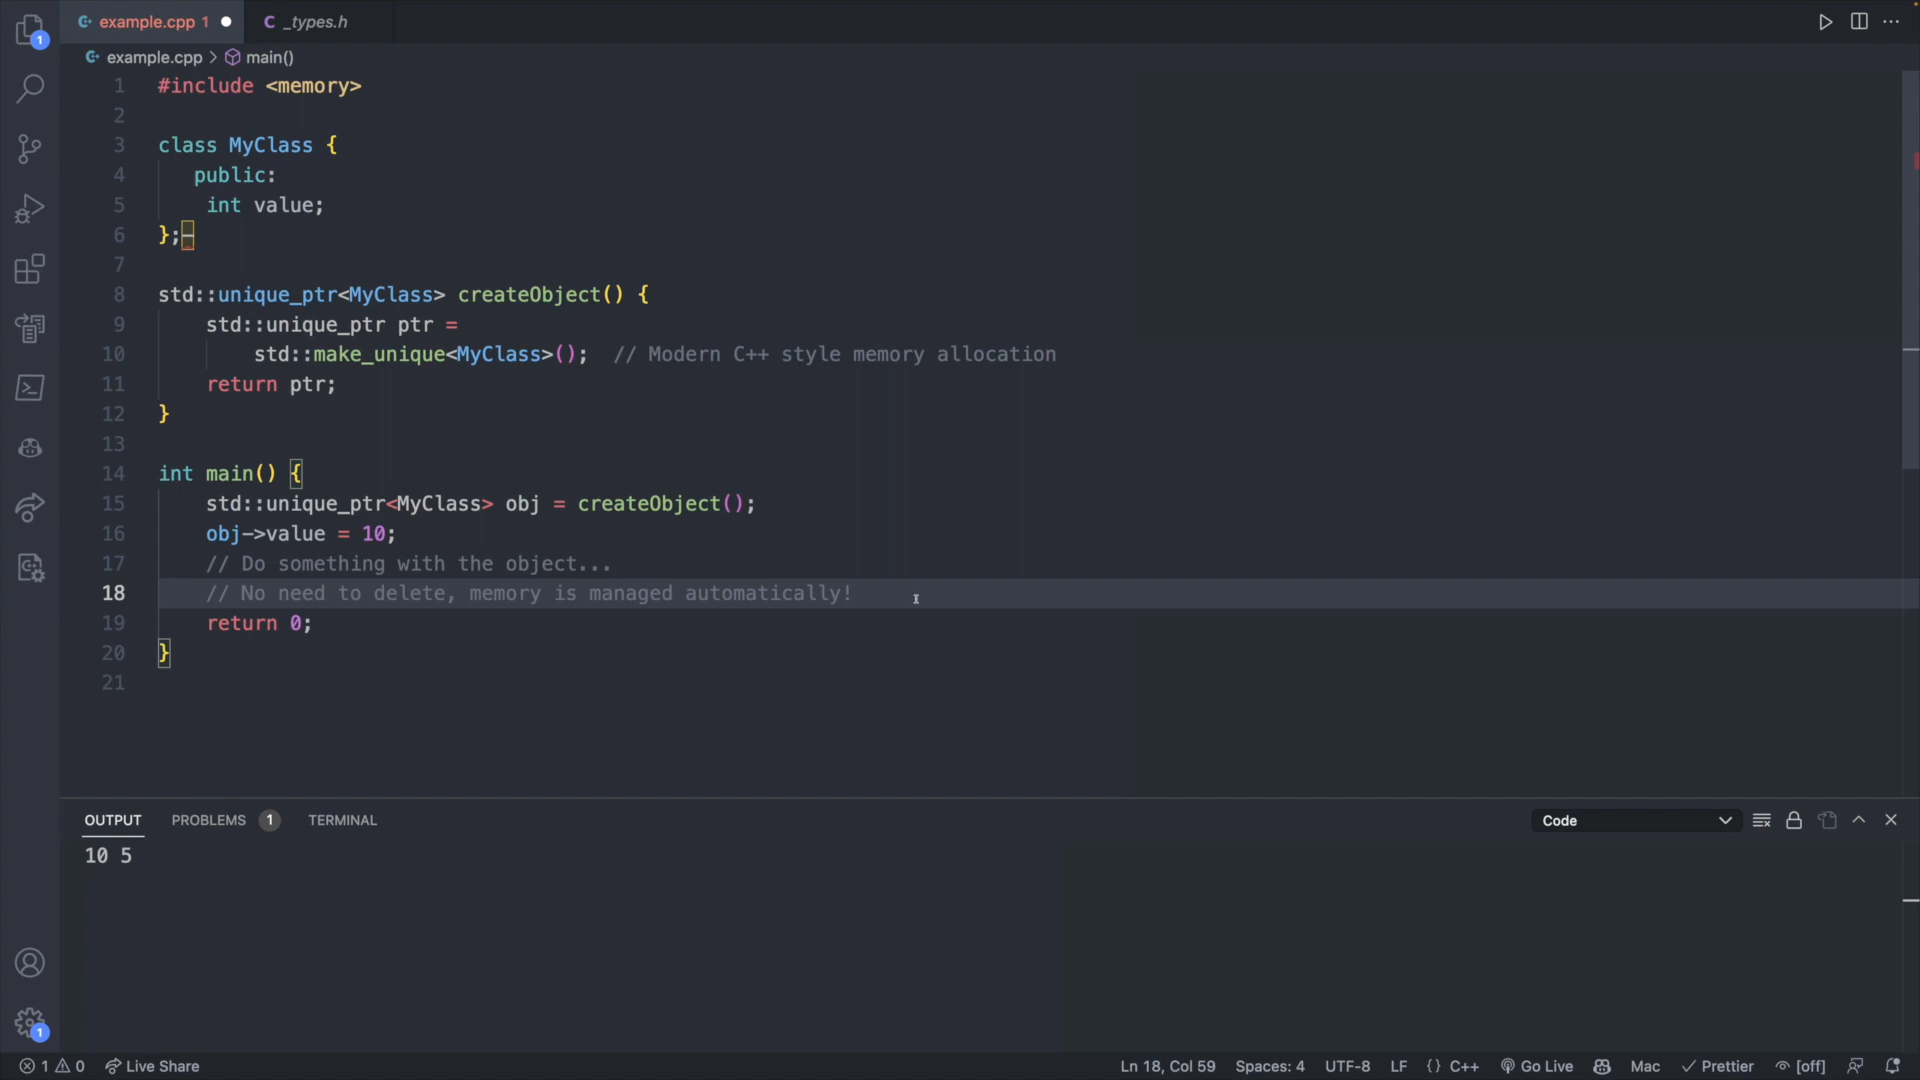 example.cpp 1
_types.h
example.cpp > main()
1 #include <memory>
2
3 class MyClass {
4 public:
5 int value;
6 };–
7
8 std::unique_ptr<MyClass> createObject() {
9 std::unique_ptr ptr =
10 std::make_unique<MyClass>(); // Modern C++ style memory allocation
11 return ptr;
12 }
13
14 int main() {
15 std::unique_ptr<MyClass> obj = createObject();
16 obj->value = 10;
17 // Do something with the object...
18 // No need to delete, memory is managed automatically!
19 return 0;
20 }
21
OUTPUT PROBLEMS 1 TERMINAL Code
10 5
1
1
1 0 Live Share Ln 18, Col 59 Spaces: 4 UTF-8 LF {} C++ Go Live Mac Prettier [off]